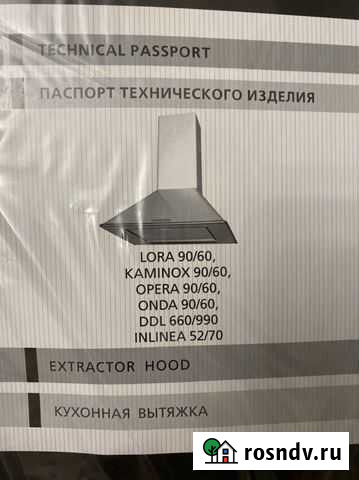 TECHNICAL PASSPORT
ПАСПОРТ ТЕХНИЧЕСКОГО ИЗДЕЛИЯ
LORA 90/60,
KAMINOX 90/60,
OPERA 90/60,
ONDA 90/60,
DDL 660/990
INLINEA 52/70
EXTRACTOR HOOD
КУХОННАЯ ВЫТЯЖКА
rosndv.ru